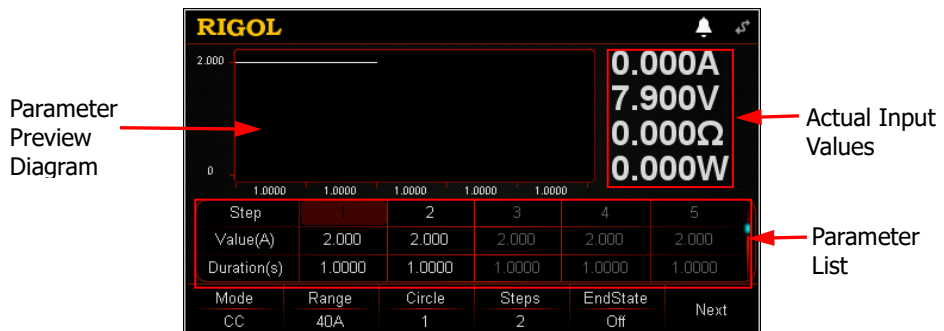 RIGOL
2.000
0
1.0000 1.0000 1.0000 1.0000 1.0000
0.000A
7.900V
0.000Ω
0.000W
Parameter
Preview
Diagram
Actual Input
Values
Step 1 2 3 4 5
Value(A) 2.000 2.000 2.000 2.000 2.000
Duration(s) 1.0000 1.0000 1.0000 1.0000 1.0000
Parameter
List
Mode Range Circle Steps EndState Next
CC 40A 1 2 Off